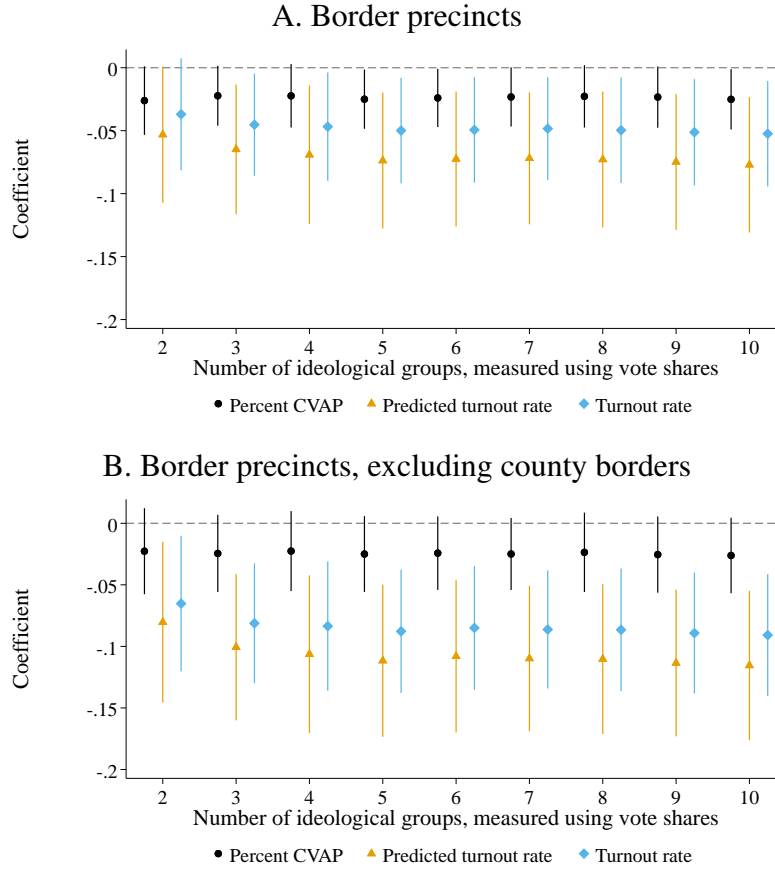 A. Border precincts
0
-.05
-.1
-.15
-.2
Coefficient
2 3 4 5 6 7 8 9 10
Number of ideological groups, measured using vote shares
Percent CVAP Predicted turnout rate Turnout rate
B. Border precincts, excluding county borders
0
-.05
-.1
-.15
-.2
Coefficient
2 3 4 5 6 7 8 9 10
Number of ideological groups, measured using vote shares
Percent CVAP Predicted turnout rate Turnout rate